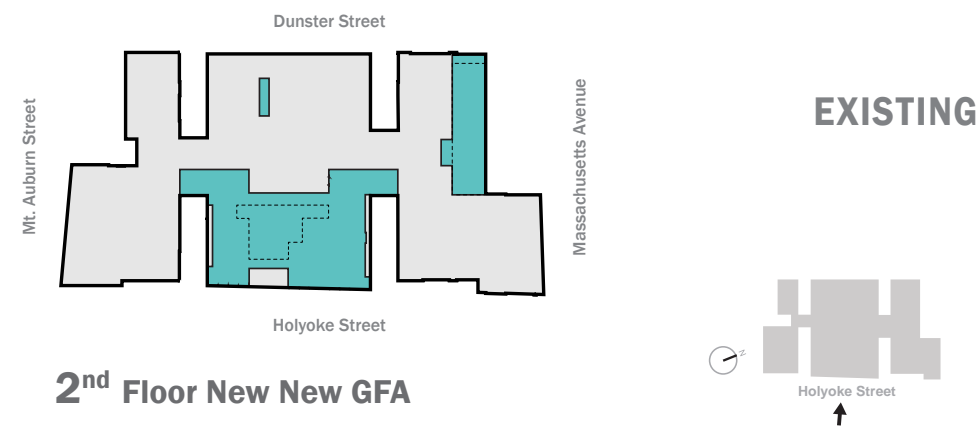 Dunster Street
Mt. Auburn Street
Massachusetts Avenue
EXISTING
Holyoke Street
2nd Floor New New GFA
N
Holyoke Street